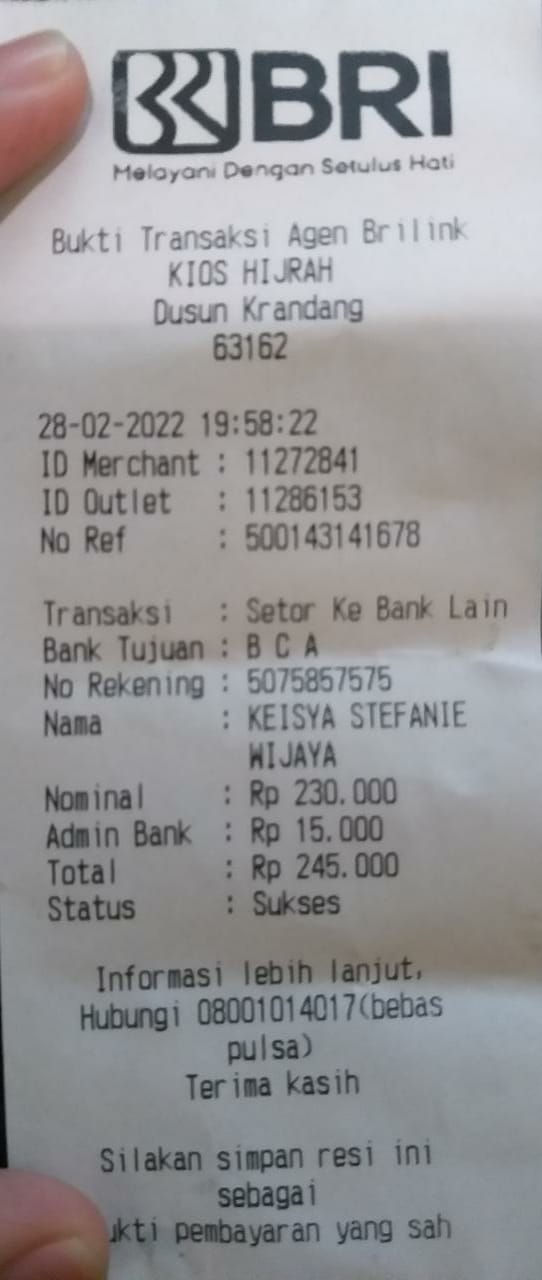 BRI
Melayani Dengan Setulus Hati
Bukti Transaksi Agen Brilink
KIOS HIJRAH
Dusun Krandang
63162
28-02-2022 19:58:22
ID Merchant : 11272841
ID Outlet : 11286153
No Ref : 500143141678
Transaksi : Setor Ke Bank Lain
Bank Tujuan : B C A
No Rekening : 5075857575
Nama : KEISYA STEFANIE
WIJAYA
Nominal : Rp 230.000
Admin Bank : Rp 15.000
Total : Rp 245.000
Status : Sukses
Informasi lebih lanjut,
Hubungi 08001014017(bebas
pulsa)
Terima kasih
Silakan simpan resi ini
sebagai
ukti pembayaran yang sah